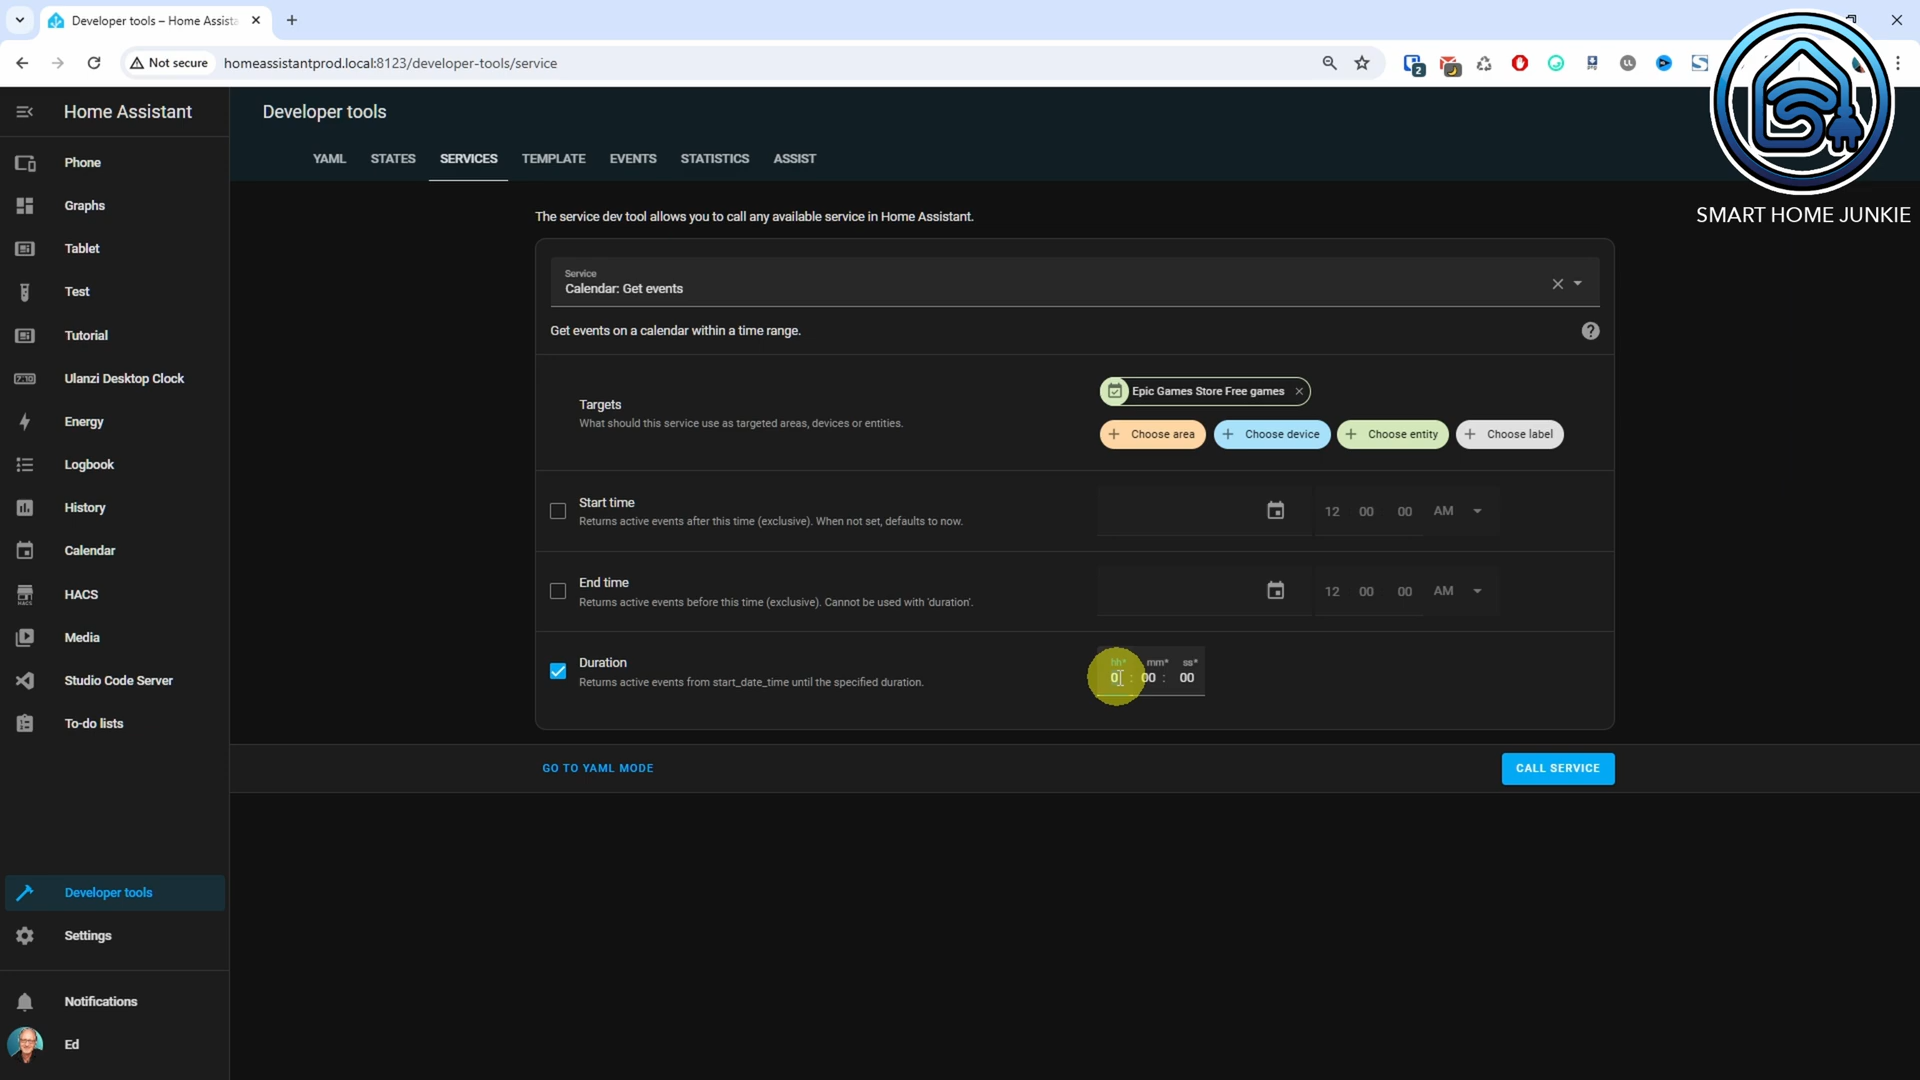 Developer tools – Home Assista
Not secure
homeassistantprod.local:8123/developer-tools/service
2
Home Assistant
Developer tools
SMART HOME JUNKIE
YAML
STATES
SERVICES
TEMPLATE
EVENTS
STATISTICS
ASSIST
Phone
Graphs
Tablet
Test
Tutorial
Ulanzi Desktop Clock
Energy
Logbook
History
Calendar
HACS
Media
Studio Code Server
To-do lists
Developer tools
Settings
Notifications
Ed
The service dev tool allows you to call any available service in Home Assistant.
Service
Calendar: Get events
Get events on a calendar within a time range.
Targets
What should this service use as targeted areas, devices or entities.
Epic Games Store Free games
Choose area
Choose device
Choose entity
Choose label
Start time
Returns active events after this time (exclusive). When not set, defaults to now.
12 00 00 AM
End time
Returns active events before this time (exclusive). Cannot be used with 'duration'.
12 00 00 AM
Duration
Returns active events from start_date_time until the specified duration.
hh* mm* ss*
0 : 00 : 00
GO TO YAML MODE
CALL SERVICE